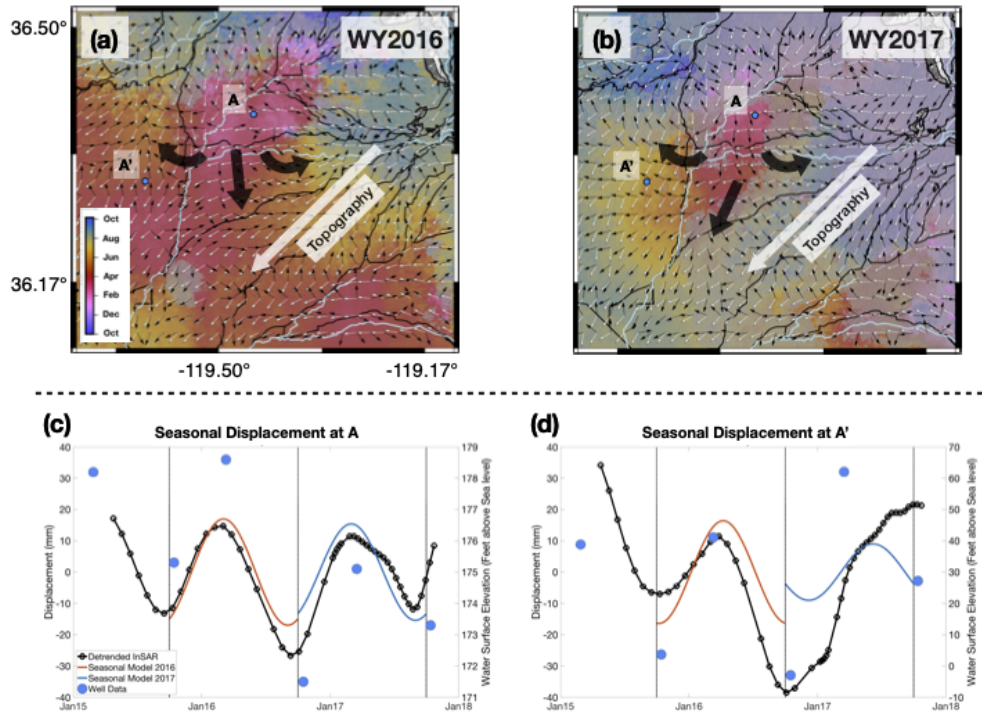 36.50°
(a)
WY2016
A
A'
Topography
Oct
Aug
Jun
Apr
Feb
Dec
Oct
36.17°
-119.50°
-119.17°
(b)
WY2017
A
A'
Topography
(c)
Seasonal Displacement at A
Displacement (mm)
40
30
20
10
0
-10
-20
-30
-40
Detrended InSAR
Seasonal Model 2016
Seasonal Model 2017
Well Data
Jan15
Jan16
Jan17
Jan18
179
178
177
176
175
174
173
172
171
Water Surface Elevation (Feet above Sea level)
(d)
Seasonal Displacement at A'
Displacement (mm)
40
30
20
10
0
-10
-20
-30
-40
Jan15
Jan16
Jan17
Jan18
70
60
50
40
30
20
10
0
-10
Water Surface Elevation (Feet above Sea level)